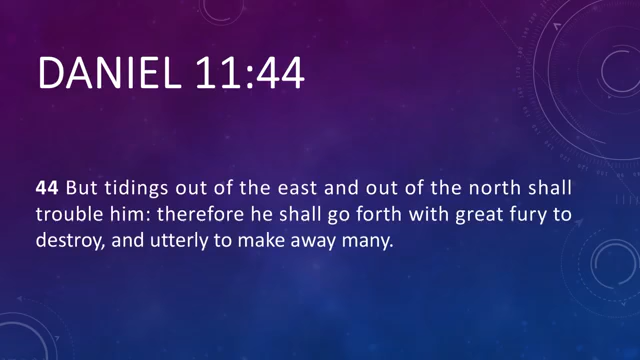 DANIEL 11:44
44 But tidings out of the east and out of the north shall
trouble him: therefore he shall go forth with great fury to
destroy, and utterly to make away many.